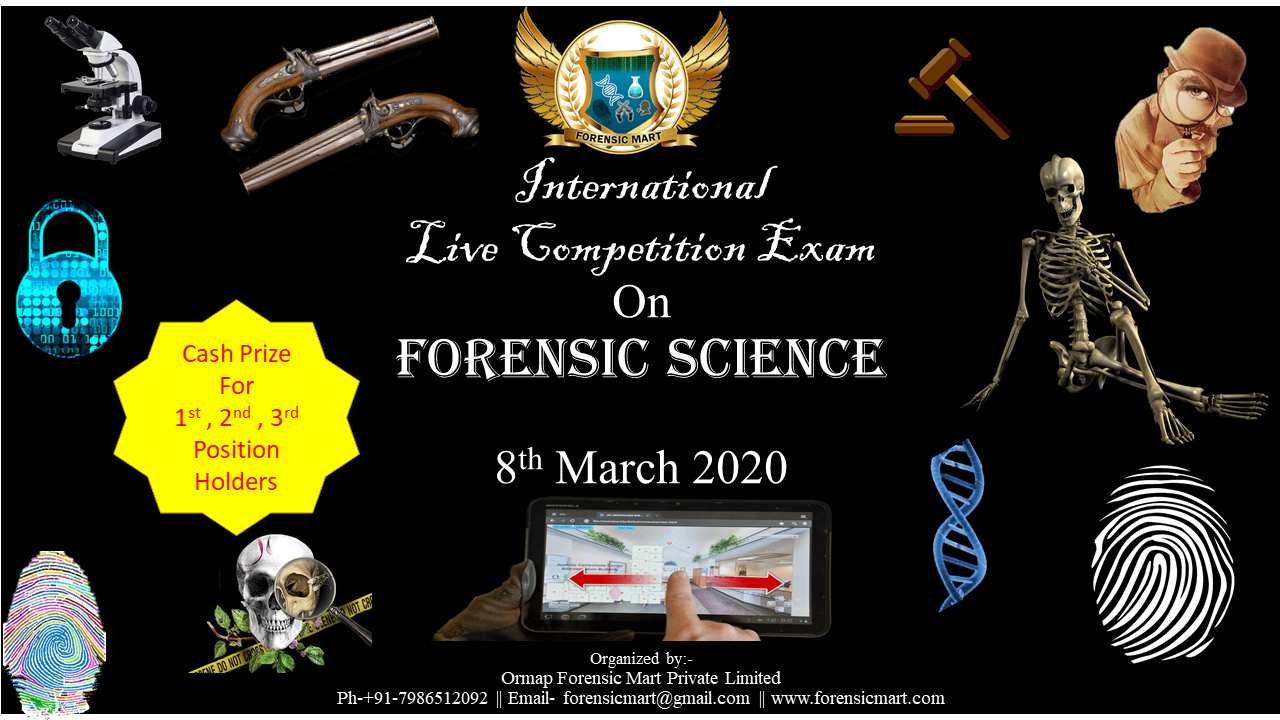 FORENSIC MART
International
Live Competition Exam
On
FORENSIC SCIENCE
Cash Prize
For
1st , 2nd , 3rd
Position
Holders
8th March 2020
MOTOROLA
Organized by:-
Ormap Forensic Mart Private Limited
Ph-+91-7986512092 || Email- forensicmart@gmail.com || www.forensicmart.com